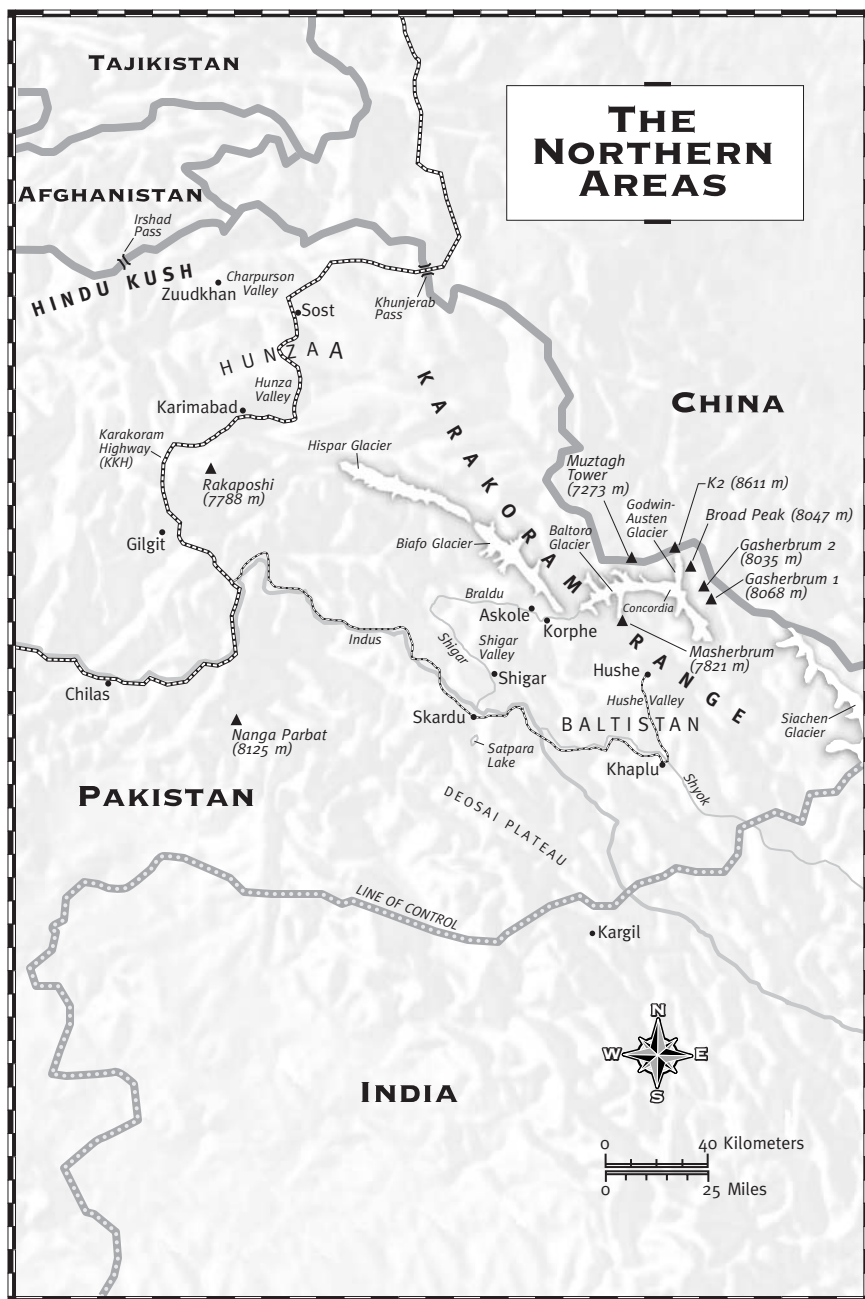 THE
NORTHERN
AREAS
TAJIKISTAN
AFGHANISTAN
Irshad
Pass
HINDU KUSH
Zuudkhan
Charpurson
Valley
Sost
Khunjerab
Pass
HUNZA A
Hunza
Valley
Karimabad
Karakoram
Highway
(KKH)
Rakaposhi
(7788 m)
Gilgit
Hispar Glacier
KARAKORAM RANGE
CHINA
Muztagh
Tower
(7273 m)
Godwin-
Austen
Glacier
K2 (8611 m)
Broad Peak (8047 m)
Gasherbrum 2
(8035 m)
Gasherbrum 1
(8068 m)
Baltoro
Glacier
Biafo Glacier
Concordia
Braldu
Askole
Korphe
Masherbrum
(7821 m)
Indus
Shigar
Shigar
Valley
Shigar
Hushe
Hushe Valley
Siachen
Glacier
Chilas
Skardu
BALTISTAN
Nanga Parbat
(8125 m)
Satpara
Lake
Khaplu
Shyok
PAKISTAN
DEOSAI PLATEAU
LINE OF CONTROL
Kargil
N
W E
S
INDIA
0 40 Kilometers
0 25 Miles